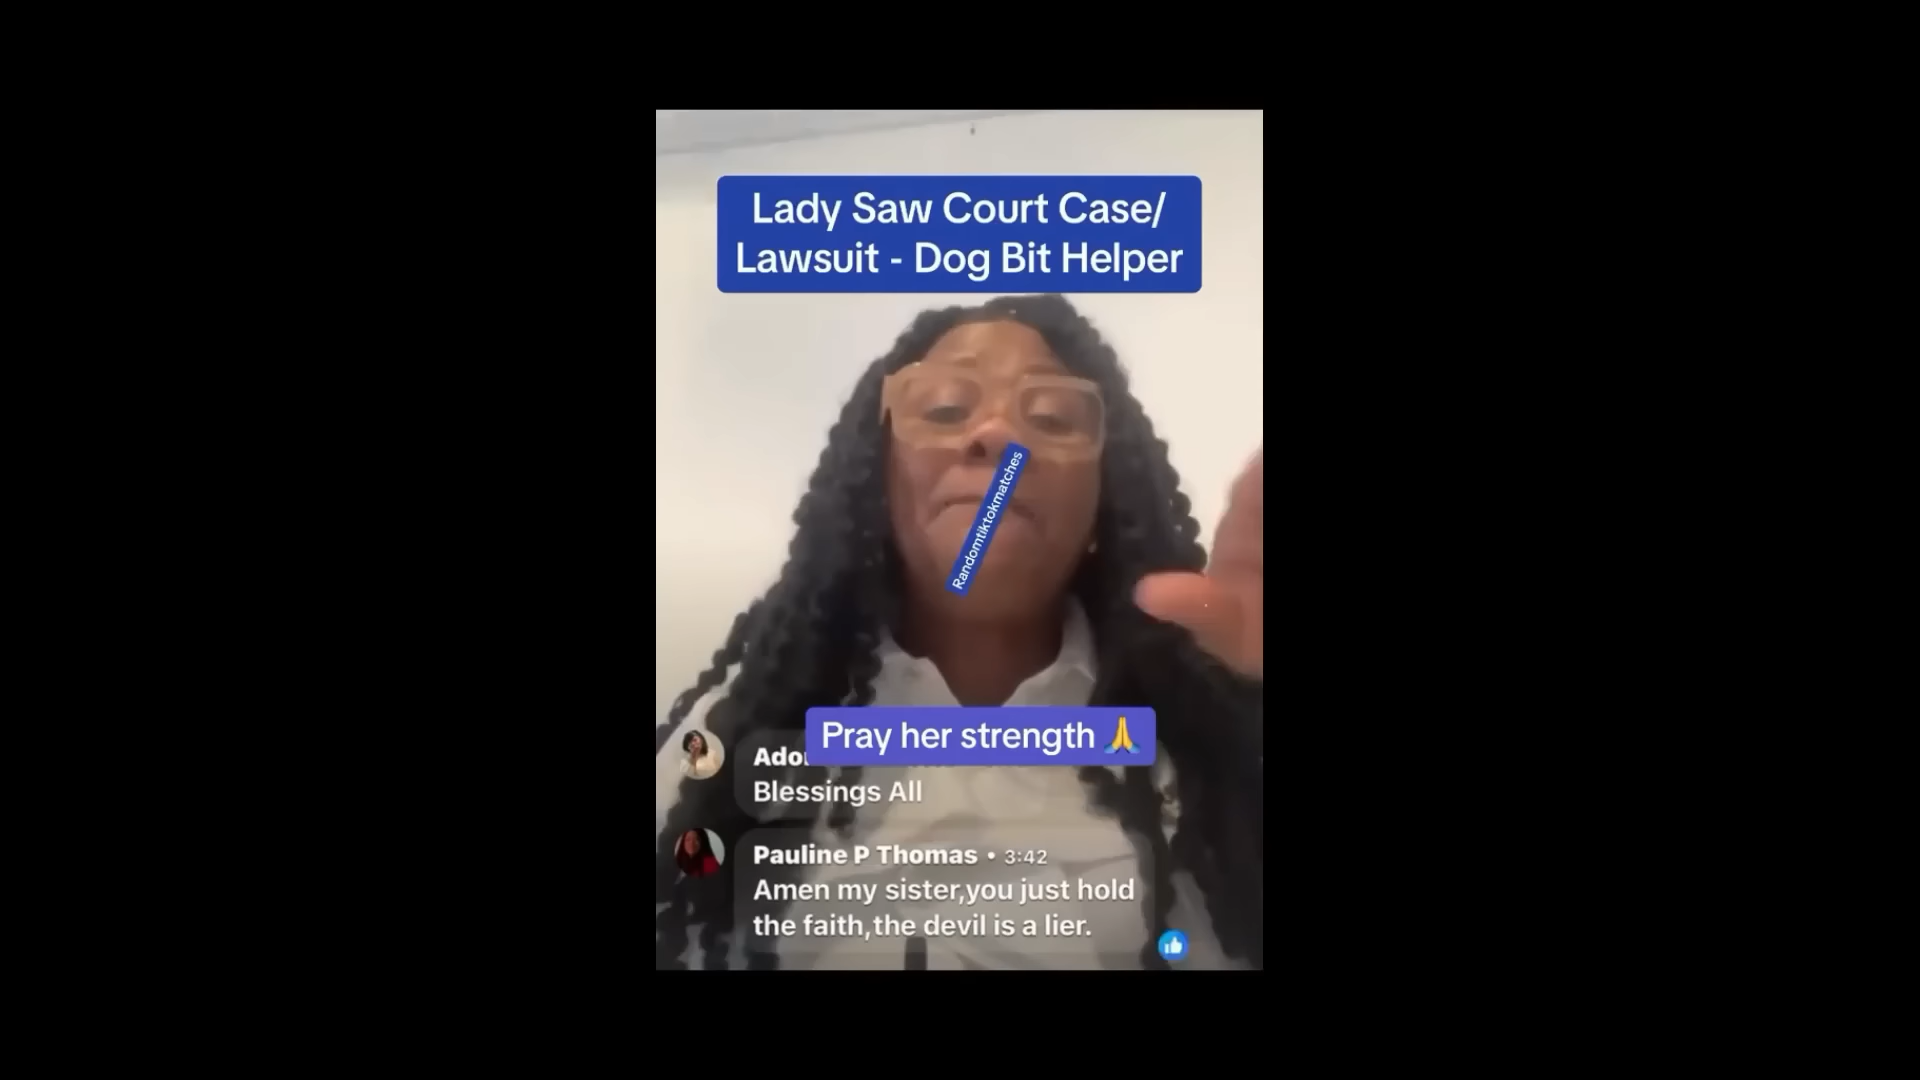 Lady Saw Court Case/
Lawsuit - Dog Bit Helper
Randomtiktokmatches
Pray her strength 🙏
Blessings All
Pauline P Thomas • 3:42
Amen my sister,you just hold
the faith,the devil is a lier.